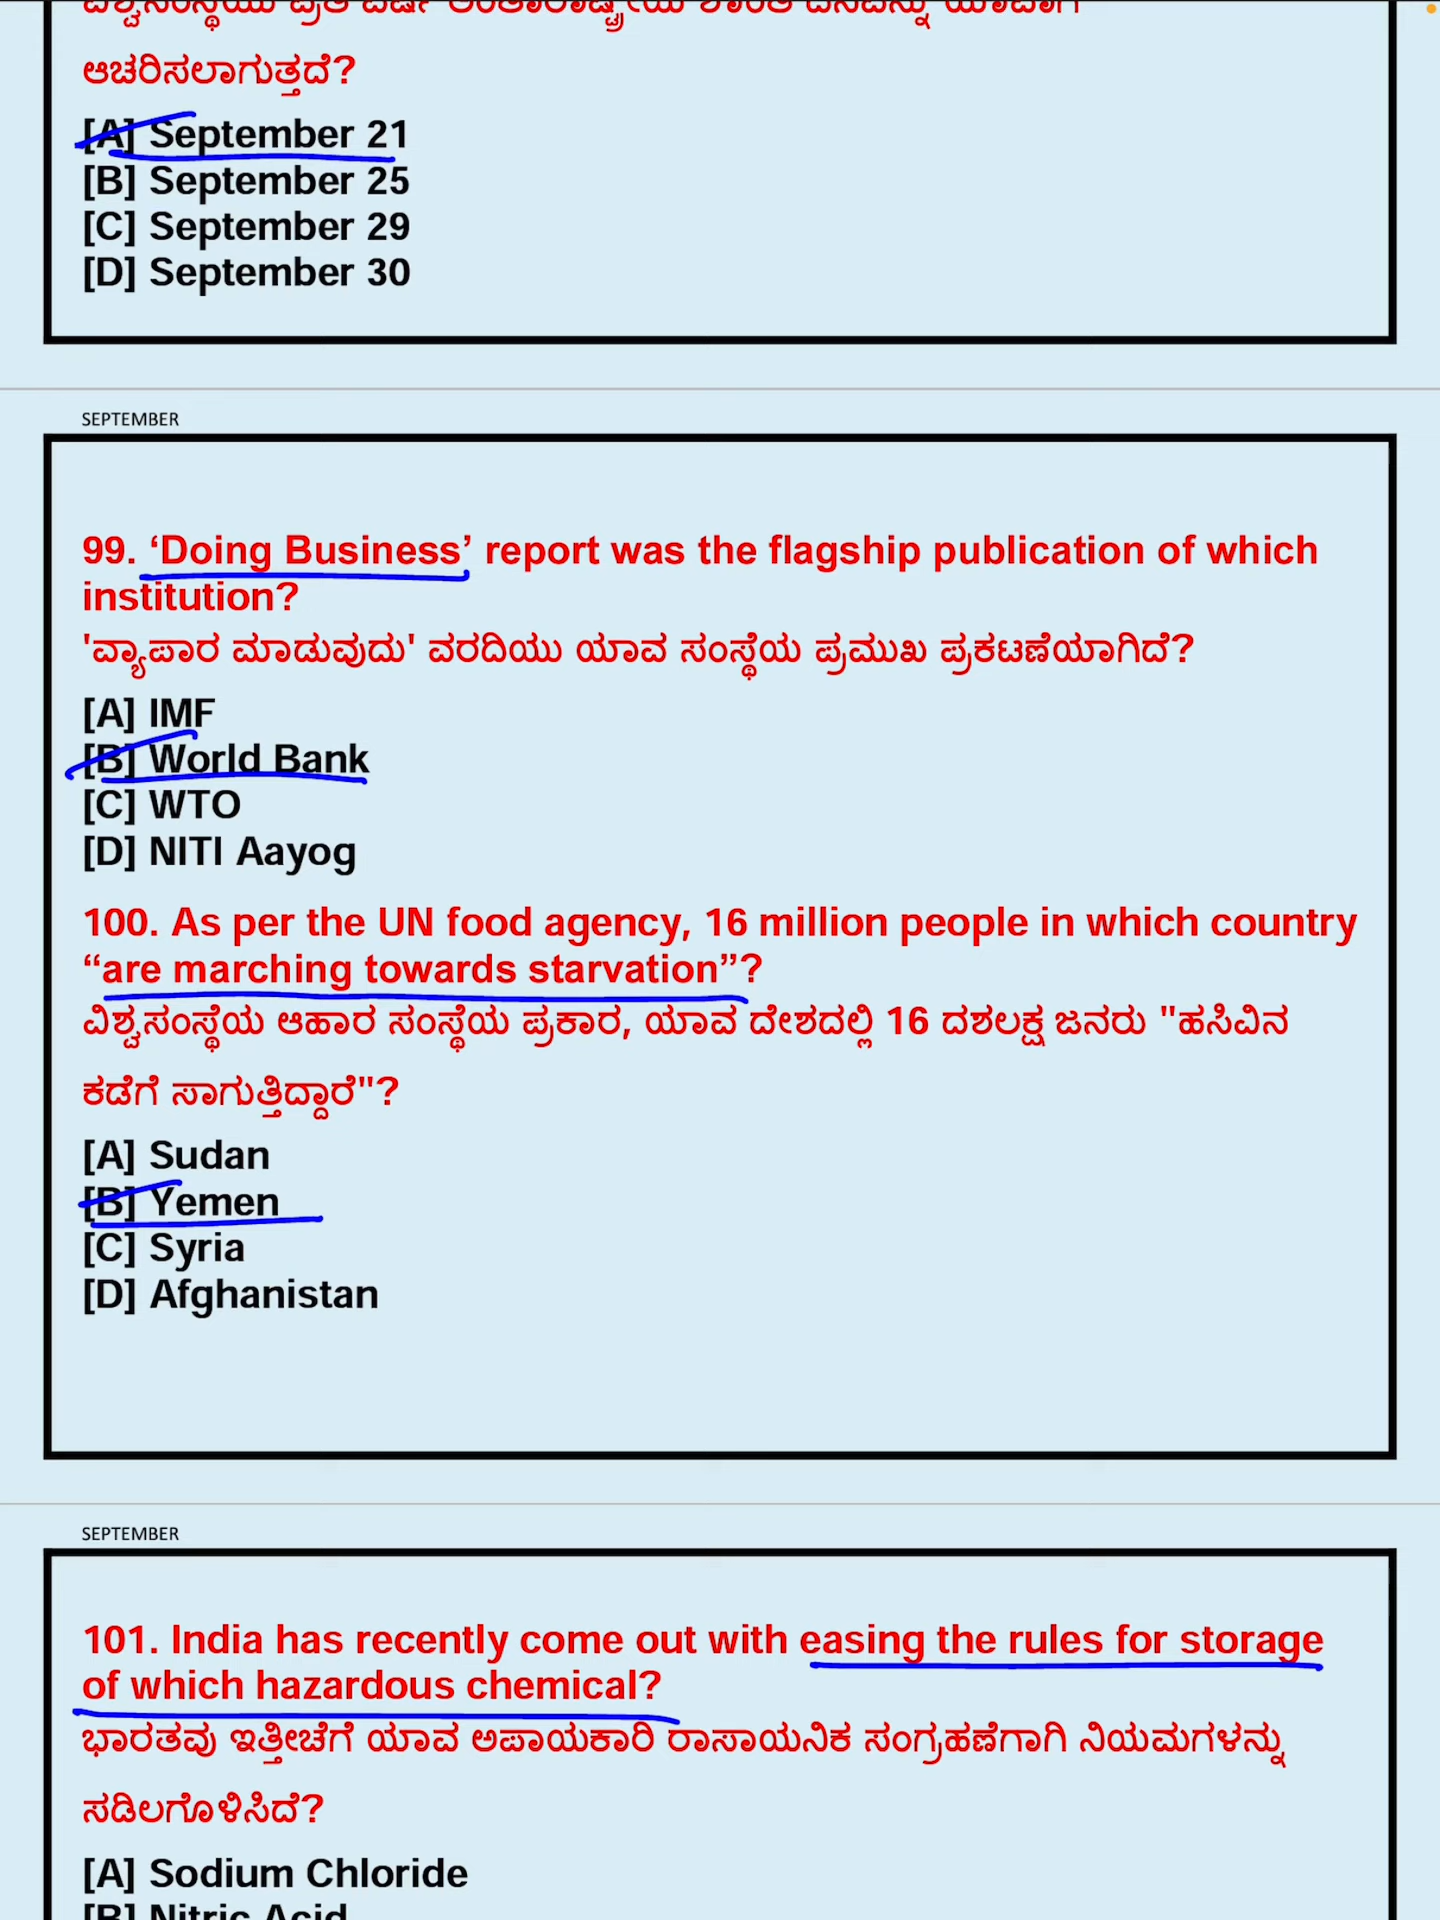 ಆಚರಿಸಲಾಗುತ್ತದೆ?
[A] September 21
[B] September 25
[C] September 29
[D] September 30
SEPTEMBER
99. ‘Doing Business’ report was the flagship publication of which
institution?
'ವ್ಯಾಪಾರ ಮಾಡುವುದು' ವರದಿಯು ಯಾವ ಸಂಸ್ಥೆಯ ಪ್ರಮುಖ ಪ್ರಕಟಣೆಯಾಗಿದೆ?
[A] IMF
[B] World Bank
[C] WTO
[D] NITI Aayog
100. As per the UN food agency, 16 million people in which country
“are marching towards starvation”?
ವಿಶ್ವಸಂಸ್ಥೆಯ ಆಹಾರ ಸಂಸ್ಥೆಯ ಪ್ರಕಾರ, ಯಾವ ದೇಶದಲ್ಲಿ 16 ದಶಲಕ್ಷ ಜನರು "ಹಸಿವಿನ
ಕಡೆಗೆ ಸಾಗುತ್ತಿದ್ದಾರೆ"?
[A] Sudan
[B] Yemen
[C] Syria
[D] Afghanistan
SEPTEMBER
101. India has recently come out with easing the rules for storage
of which hazardous chemical?
ಭಾರತವು ಇತ್ತೀಚೆಗೆ ಯಾವ ಅಪಾಯಕಾರಿ ರಾಸಾಯನಿಕ ಸಂಗ್ರಹಣೆಗಾಗಿ ನಿಯಮಗಳನ್ನು
ಸಡಿಲಗೊಳಿಸಿದೆ?
[A] Sodium Chloride
[B] Nitric Acid